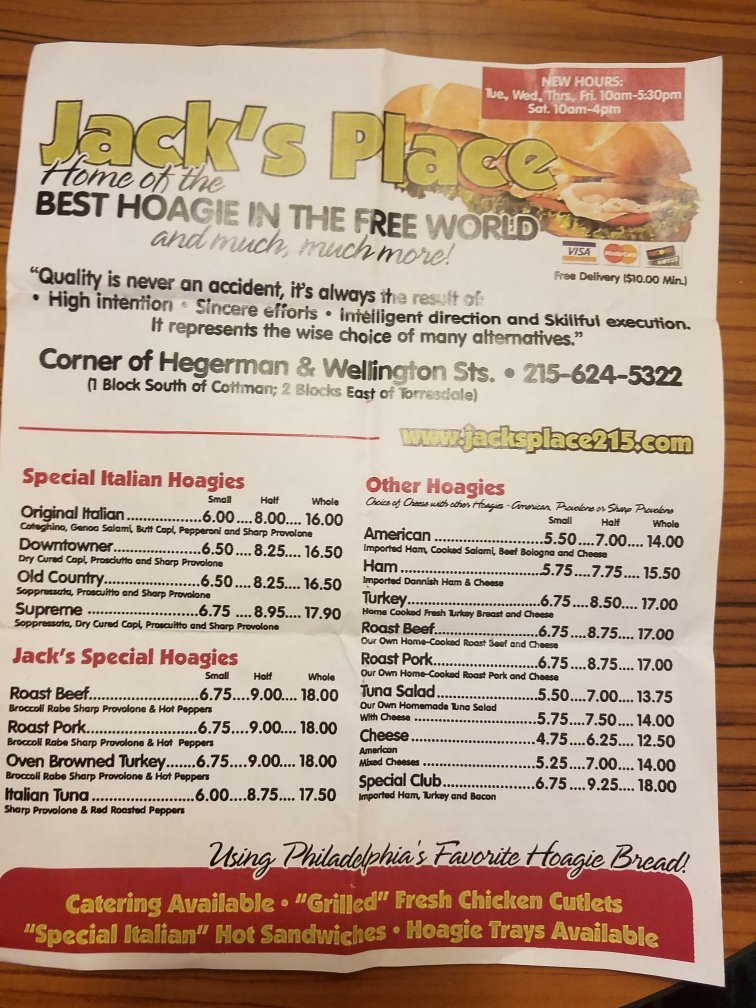 NEW HOURS:
Tue., Wed., Thrs., Fri. 10am-5:30pm
Sat. 10am-4pm
Jack's Place
Home of the
BEST HOAGIE IN THE FREE WORLD
and much, much more!
VISA MasterCard
Free Delivery ($10.00 Min.)
"Quality is never an accident, it's always the result of:
• High intention • Sincere efforts • Intelligent direction and Skillful execution.
It represents the wise choice of many alternatives."
Corner of Hegerman & Wellington Sts. • 215-624-5322
(1 Block South of Cottman; 2 Blocks East of Torresdale)
www.jacksplace215.com
Special Italian Hoagies
Small Half Whole
Original Italian ..................6.00 ....8.00.... 16.00
Coteghino, Genoa Salami, Butt Capi, Pepperoni and Sharp Provolone
Downtowner.....................6.50 ....8.25.... 16.50
Dry Cured Capi, Prosciutto and Sharp Provolone
Old Country.......................6.50 ....8.25.... 16.50
Soppressata, Proscuitto and Sharp Provolone
Supreme ..........................6.75 ....8.95.... 17.90
Soppressata, Dry Cured Capi, Proscuitto and Sharp Provolone
Jack's Special Hoagies
Small Half Whole
Roast Beef..........................6.75....9.00.... 18.00
Broccoli Rabe Sharp Provolone & Hot Peppers
Roast Pork..........................6.75....9.00.... 18.00
Broccoli Rabe Sharp Provolone & Hot Peppers
Oven Browned Turkey.......6.75....9.00.... 18.00
Broccoli Rabe Sharp Provolone & Hot Peppers
Italian Tuna ........................6.00....8.75.... 17.50
Sharp Provolone & Red Roasted Peppers
Other Hoagies
Choice of Cheese with other Hoagies - American, Provolone or Sharp Provolone
Small Half Whole
American ..........................5.50 ....7.00.... 14.00
Imported Ham, Cooked Salami, Beef Bologna and Cheese
Ham ..................................5.75 ....7.75.... 15.50
Imported Dannish Ham & Cheese
Turkey................................6.75 ....8.50.... 17.00
Home Cooked Fresh Turkey Breast and Cheese
Roast Beef.........................6.75 ....8.75.... 17.00
Our Own Home-Cooked Roast Beef and Cheese
Roast Pork.........................6.75 ....8.75.... 17.00
Our Own Home-Cooked Roast Pork and Cheese
Tuna Salad........................5.50 ....7.00.... 13.75
Our Own Homemade Tuna Salad
With Cheese ............................5.75 ....7.50.... 14.00
Cheese ..............................4.75 ....6.25.... 12.50
American
Mixed Cheeses ........................5.25 ....7.00.... 14.00
Special Club......................6.75 ....9.25.... 18.00
Imported Ham, Turkey and Bacon
Using Philadelphia's Favorite Hoagie Bread!
Catering Available • "Grilled" Fresh Chicken Cutlets
"Special Italian" Hot Sandwiches • Hoagie Trays Available